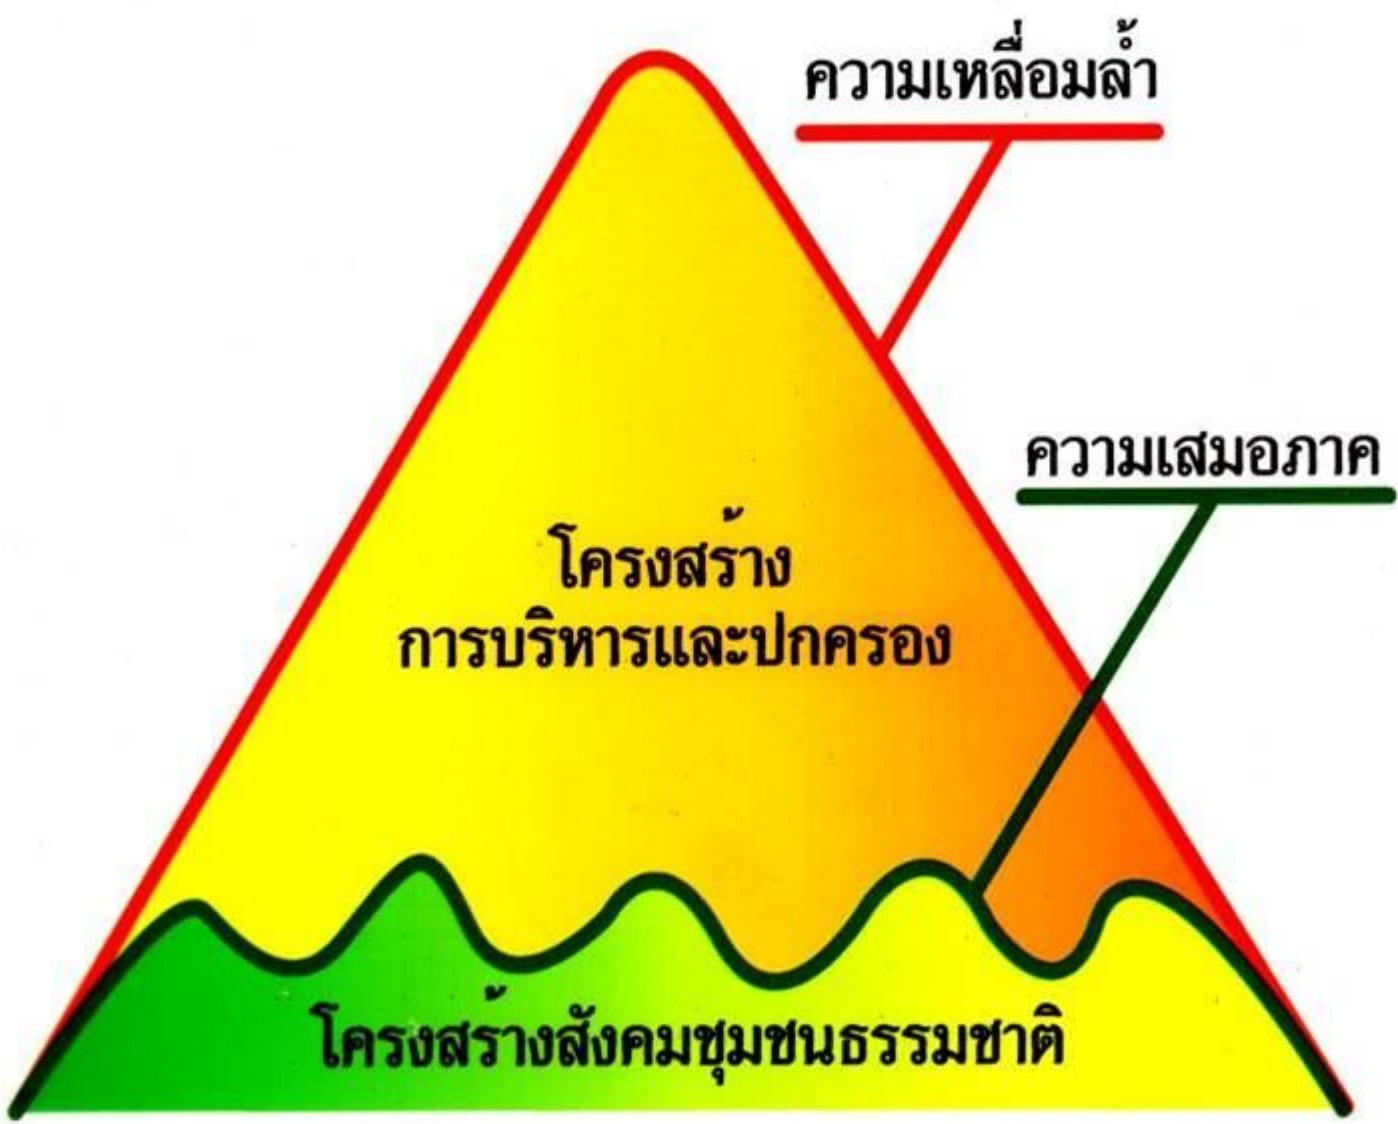 ความเหลื่อมล้ำ
ความเสมอภาค
โครงสร้าง
การบริหารและปกครอง
โครงสร้างสังคมชุมชนธรรมชาติ